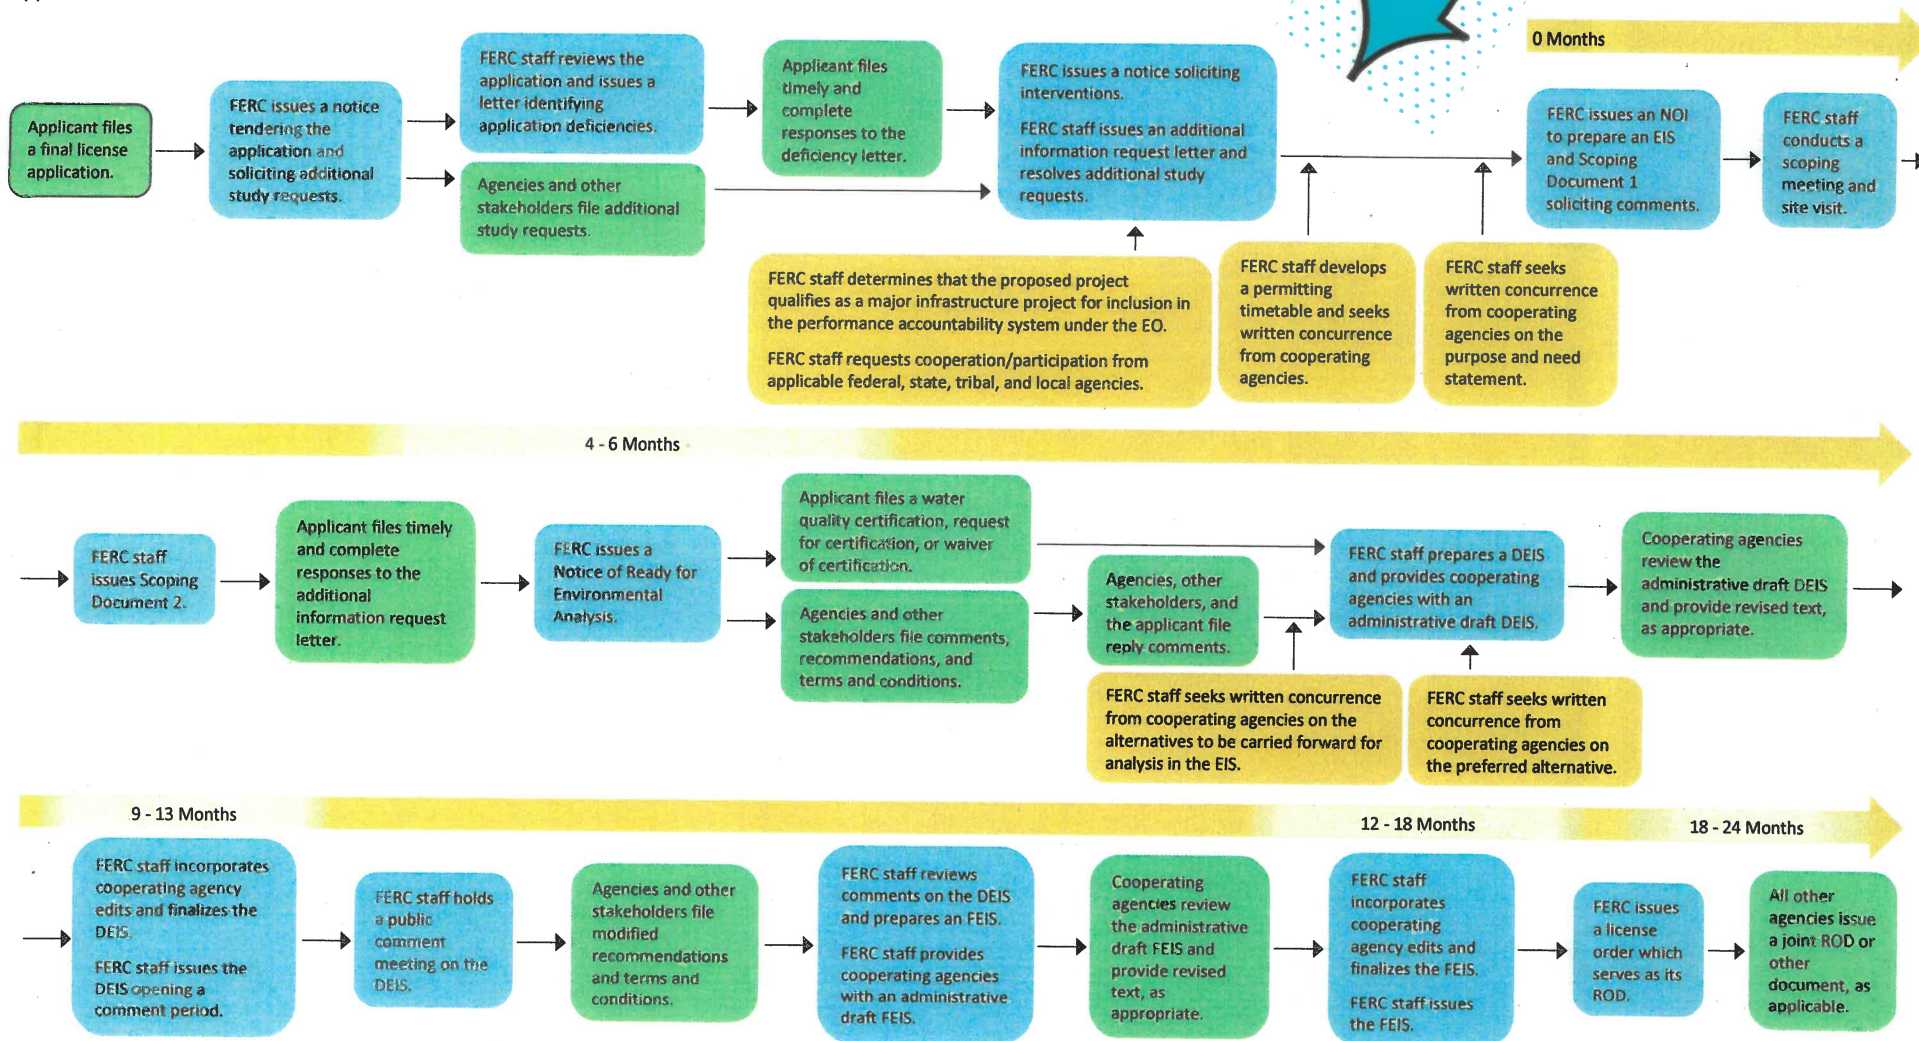 Applicant files
a final license
application.
FERC issues a notice
tendering the
application and
soliciting additional
study requests.
FERC staff reviews the
application and issues a
letter identifying
application deficiencies.
Agencies and other
stakeholders file additional
study requests.
Applicant files
timely and
complete
responses to the
deficiency letter.
FERC issues a notice soliciting
interventions.
FERC staff issues an additional
information request letter and
resolves additional study
requests.
FERC staff determines that the proposed project
qualifies as a major infrastructure project for inclusion in
the performance accountability system under the EO.
FERC staff requests cooperation/participation from
applicable federal, state, tribal, and local agencies.
FERC staff develops
a permitting
timetable and seeks
written concurrence
from cooperating
agencies.
FERC staff seeks
written concurrence
from cooperating
agencies on the
purpose and need
statement.
0 Months
FERC issues an NOI
to prepare an EIS
and Scoping
Document 1
soliciting comments.
FERC staff
conducts a
scoping
meeting and
site visit.
4 - 6 Months
FERC staff
issues Scoping
Document 2.
Applicant files timely
and complete
responses to the
additional
information request
letter.
FERC issues a
Notice of Ready for
Environmental
Analysis.
Applicant files a water
quality certification, request
for certification, or waiver
of certification.
Agencies and other
stakeholders file comments,
recommendations, and
terms and conditions.
Agencies, other
stakeholders, and
the applicant file
reply comments.
FERC staff prepares a DEIS
and provides cooperating
agencies with an
administrative draft DEIS.
Cooperating agencies
review the
administrative draft DEIS
and provide revised text,
as appropriate.
FERC staff seeks written concurrence
from cooperating agencies on the
alternatives to be carried forward for
analysis in the EIS.
FERC staff seeks written
concurrence from
cooperating agencies on
the preferred alternative.
9 - 13 Months
12 - 18 Months
18 - 24 Months
FERC staff incorporates
cooperating agency
edits and finalizes the
DEIS.
FERC staff issues the
DEIS opening a
comment period.
FERC staff holds
a public
comment
meeting on the
DEIS.
Agencies and other
stakeholders file
modified
recommendations
and terms and
conditions.
FERC staff reviews
comments on the DEIS
and prepares an FEIS.
FERC staff provides
cooperating agencies
with an administrative
draft FEIS.
Cooperating
agencies review
the administrative
draft FEIS and
provide revised
text, as
appropriate.
FERC staff
incorporates
cooperating
agency edits and
finalizes the FEIS.
FERC staff issues
the FEIS.
FERC issues
a license
order which
serves as its
ROD.
All other
agencies issue
a joint ROD or
other
document, as
applicable.